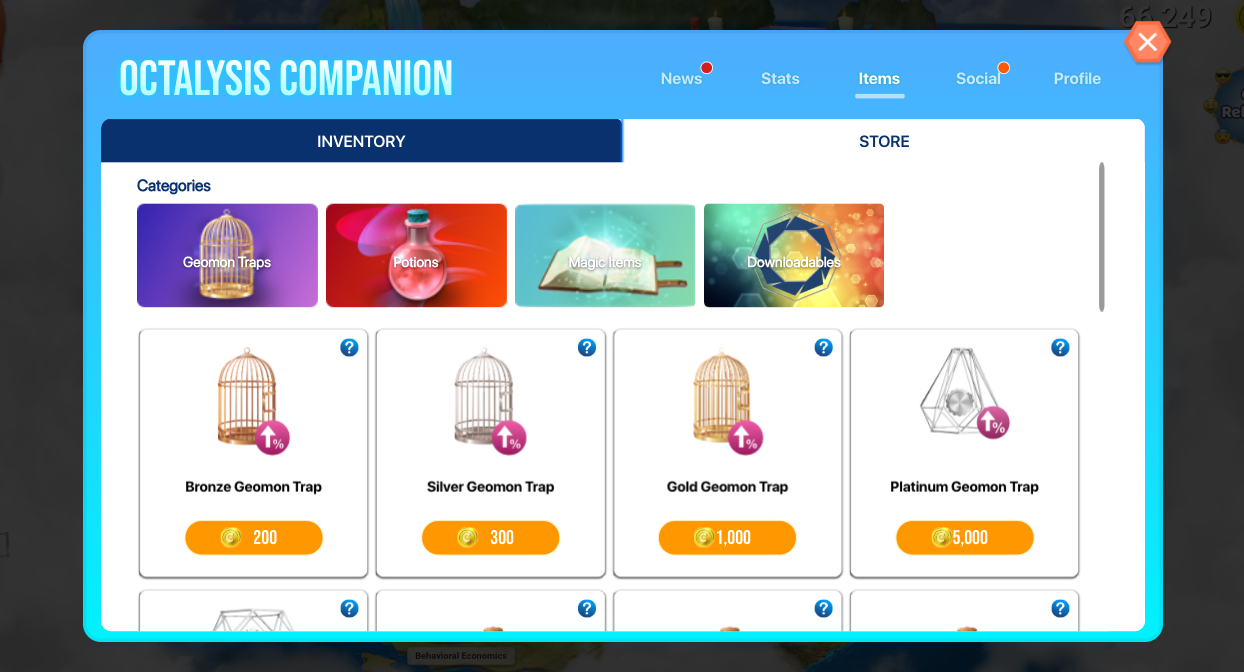 66,249
OCTALYSIS COMPANION
News
Stats
Items
Social
Profile
INVENTORY
STORE
Categories
Geomon Traps
Potions
Magic Items
Downloadables
Bronze Geomon Trap
Silver Geomon Trap
Gold Geomon Trap
Platinum Geomon Trap
200
300
1,000
5,000
Behavioral Economics